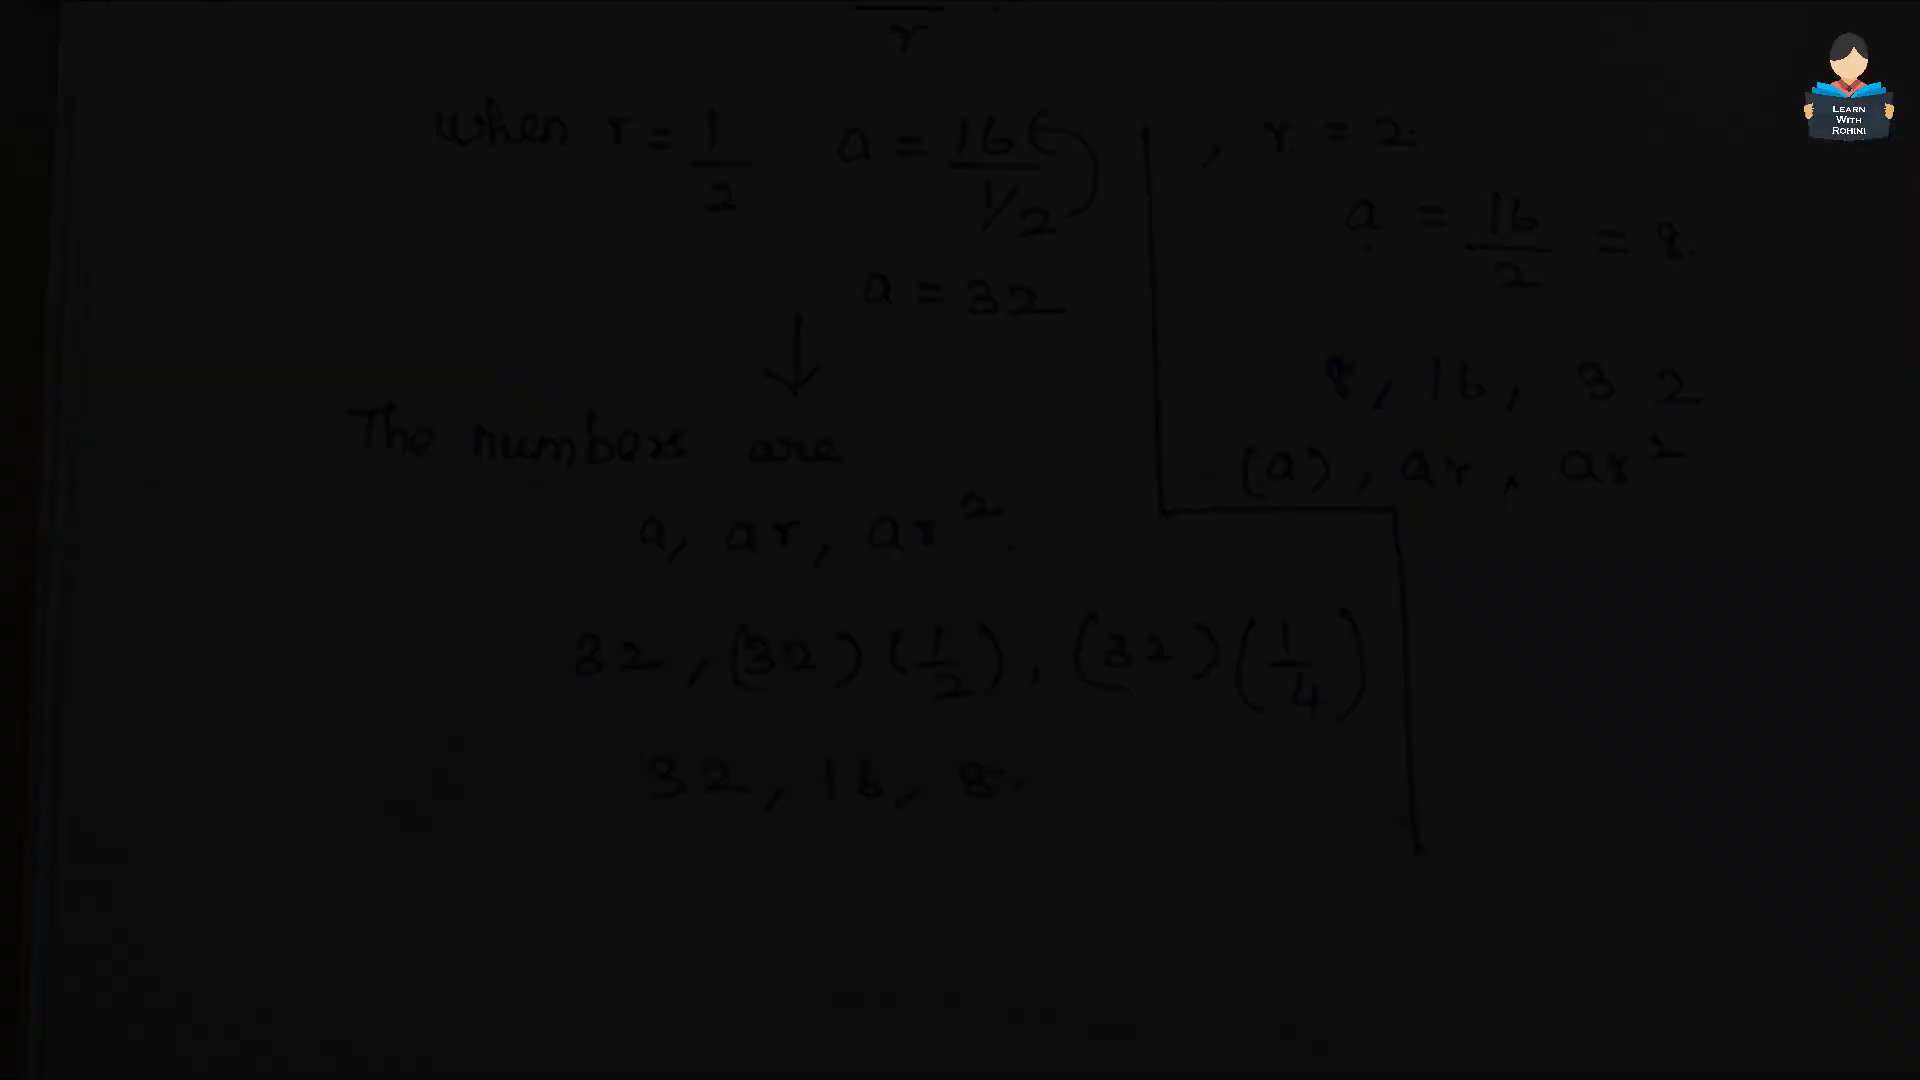 r
when r = 1/2 a = 16/(1/2)
a = 32
The numbers are
a, ar, ar²
32, (32)(1/2), (32)(1/4)
32, 16, 8.
, r = 2
a = 16/2 = 8.
8, 16, 32
(a), ar, ar²
LEARN
WITH
ROHINI